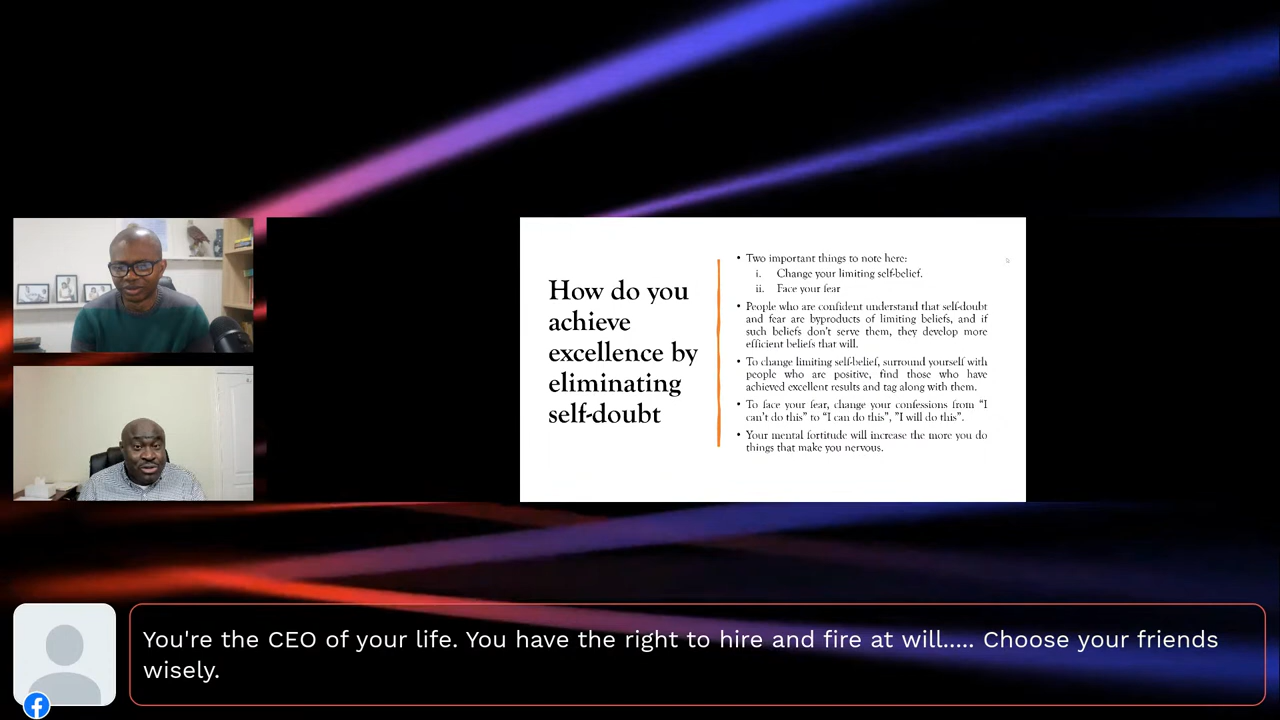 How do you
achieve
excellence by
eliminating
self-doubt
• Two important things to note here:
i. Change your limiting self-belief.
ii. Face your fear
• People who are confident understand that self-doubt
and fear are byproducts of limiting beliefs, and if
such beliefs don't serve them, they develop more
efficient beliefs that will.
• To change limiting self-belief, surround yourself with
people who are positive, find those who have
achieved excellent results and tag along with them.
• To face your fear, change your confessions from “I
can't do this” to “I can do this”, ”I will do this”.
• Your mental fortitude will increase the more you do
things that make you nervous.
You're the CEO of your life. You have the right to hire and fire at will..... Choose your friends
wisely.